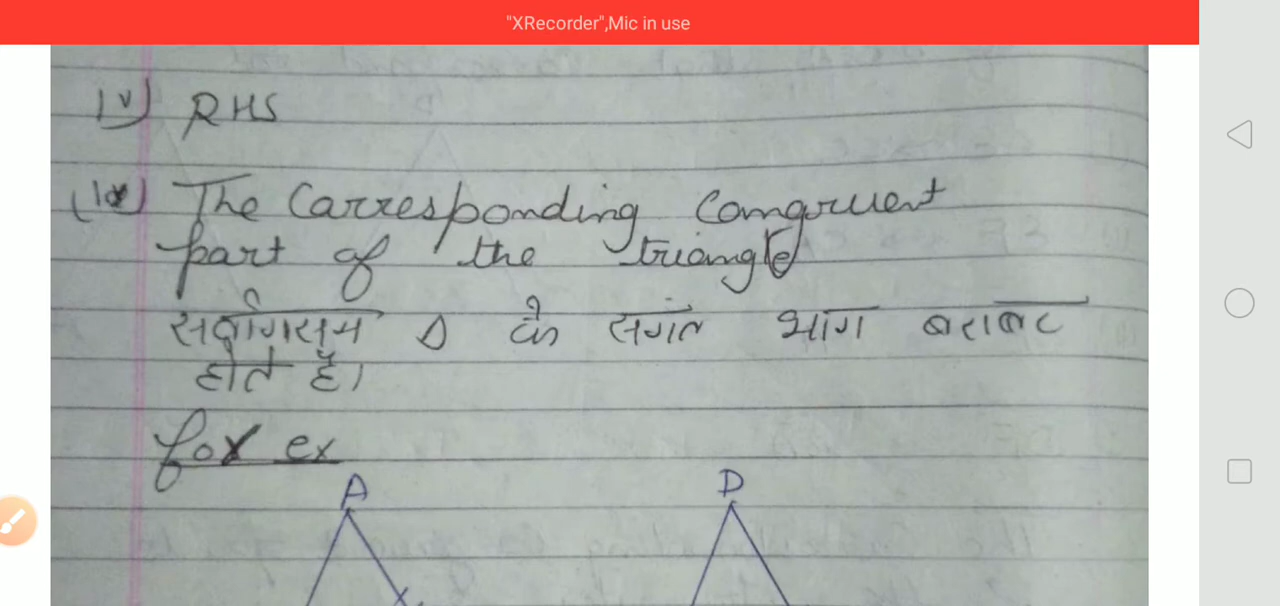 "XRecorder",Mic in use
iv) RHS
The Carresponding Congruent
part of the triangle
सर्वांगसम Δ के संगत भाग बराबर
होते हैं।
for ex
A D